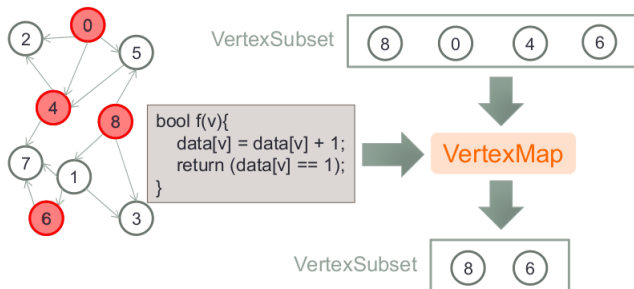 0
2
5
4
8
7
1
6
3
bool f(v){
data[v] = data[v] + 1;
return (data[v] == 1);
}
VertexSubset
8 0 4 6
VertexMap
VertexSubset
8 6